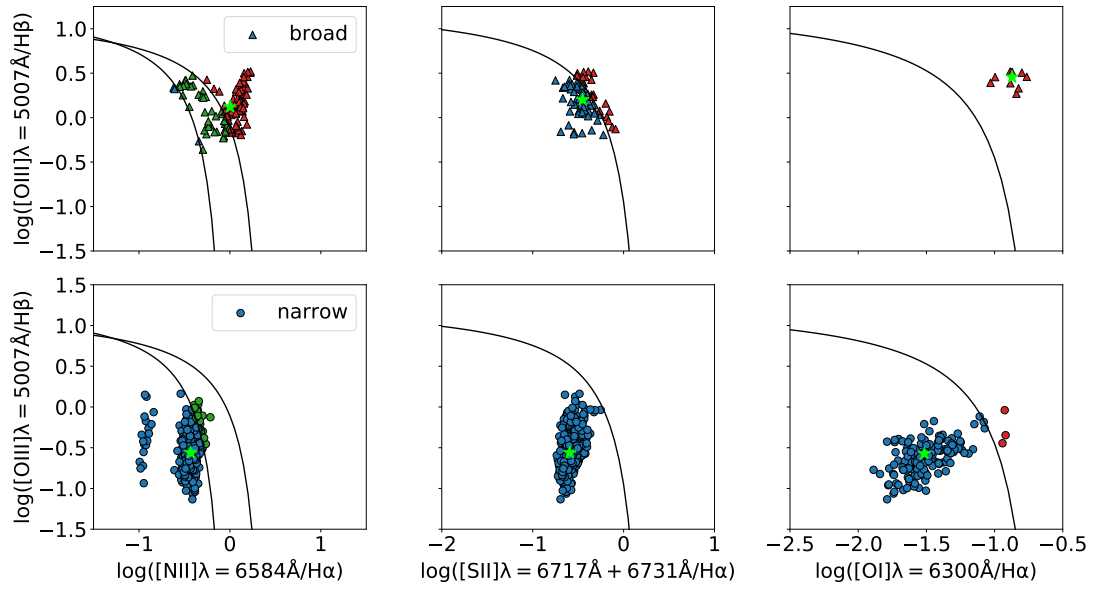 1.0
0.5
0.0
−0.5
−1.0
−1.5
log([OIII]λ = 5007Å/Hβ)
broad
1.5
1.0
0.5
0.0
−0.5
−1.0
−1.5
log([OIII]λ = 5007Å/Hβ)
narrow
−1 0 1
−2 −1 0 1
−2.5 −2.0 −1.5 −1.0 −0.5
log([NII]λ = 6584Å/Hα)
log([SII]λ = 6717Å + 6731Å/Hα)
log([OI]λ = 6300Å/Hα)